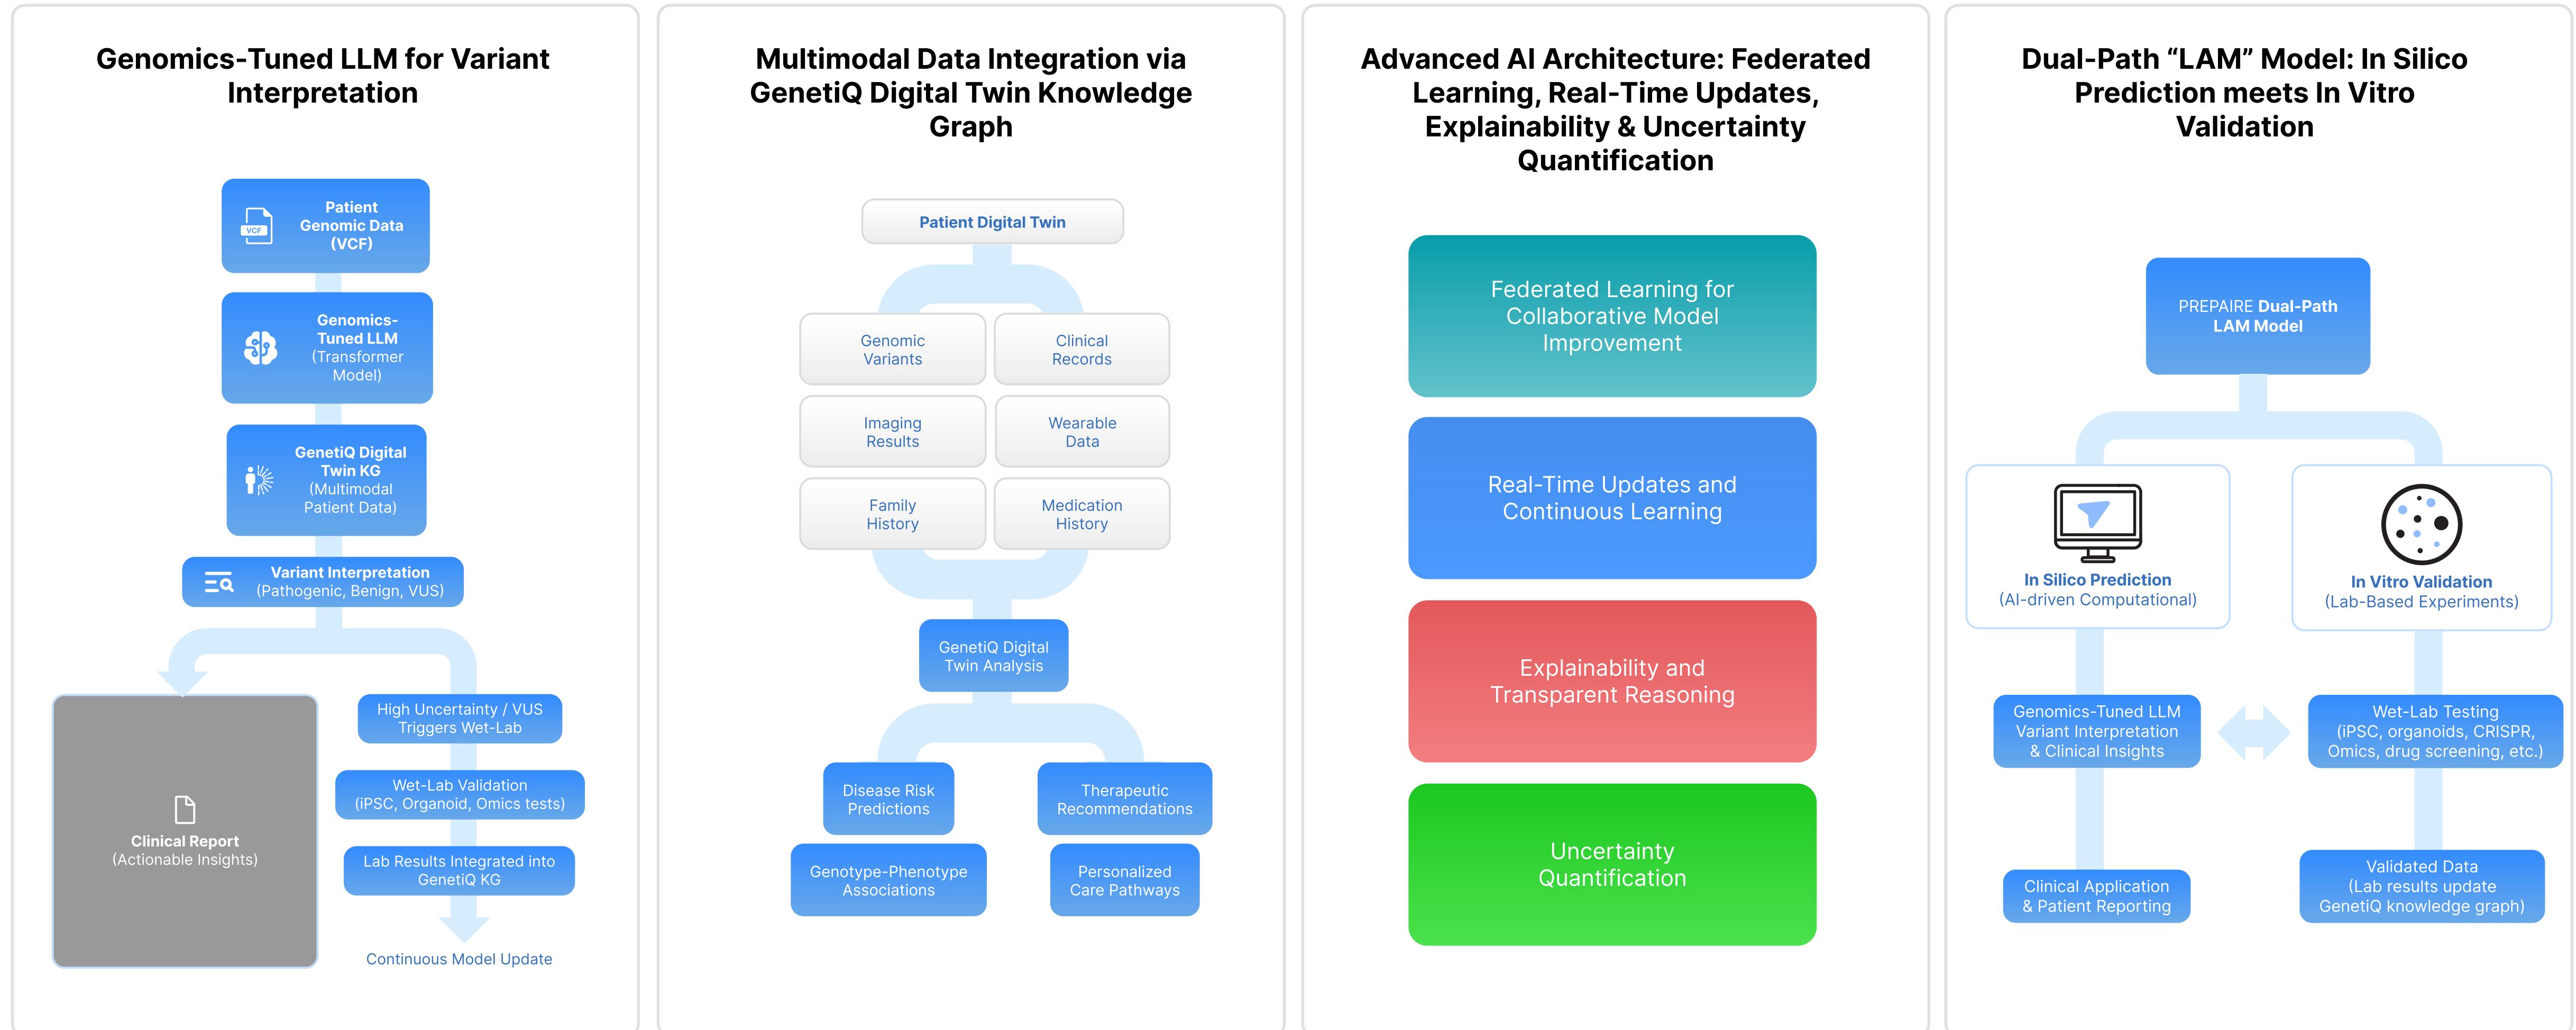 Genomics-Tuned LLM for Variant
Interpretation
Patient
Genomic Data
(VCF)
VCF
Genomics-
Tuned LLM
(Transformer
Model)
GenetiQ Digital
Twin KG
(Multimodal
Patient Data)
Variant Interpretation
(Pathogenic, Benign, VUS)
Clinical Report
(Actionable Insights)
High Uncertainty / VUS
Triggers Wet-Lab
Wet-Lab Validation
(iPSC, Organoid, Omics tests)
Lab Results Integrated into
GenetiQ KG
Continuous Model Update
Multimodal Data Integration via
GenetiQ Digital Twin Knowledge
Graph
Patient Digital Twin
Genomic
Variants
Clinical
Records
Imaging
Results
Wearable
Data
Family
History
Medication
History
GenetiQ Digital
Twin Analysis
Disease Risk
Predictions
Therapeutic
Recommendations
Genotype-Phenotype
Associations
Personalized
Care Pathways
Advanced AI Architecture: Federated
Learning, Real-Time Updates,
Explainability & Uncertainty
Quantification
Federated Learning for
Collaborative Model
Improvement
Real-Time Updates and
Continuous Learning
Explainability and
Transparent Reasoning
Uncertainty
Quantification
Dual-Path “LAM” Model: In Silico
Prediction meets In Vitro
Validation
PREPAIRE Dual-Path
LAM Model
In Silico Prediction
(AI-driven Computational)
In Vitro Validation
(Lab-Based Experiments)
Genomics-Tuned LLM
Variant Interpretation
& Clinical Insights
Wet-Lab Testing
(iPSC, organoids, CRISPR,
Omics, drug screening, etc.)
Clinical Application
& Patient Reporting
Validated Data
(Lab results update
GenetiQ knowledge graph)